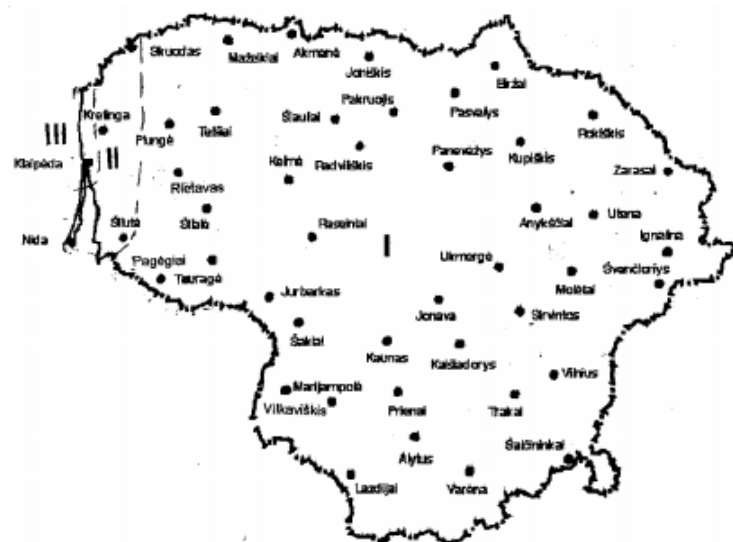 Skuodas
Mažeikiai
Akmenė
Joniškis
Biržai
Pakruojis
Pasvalys
Rokiškis
Kretinga
III
Plungė
Telšiai
Šiauliai
Radviliškis
Panevėžys
Kupiškis
Klaipėda
II
Kelmė
Zarasai
Rietavas
Šilutė
Šilalė
Raseiniai
Anykščiai
Utena
Nida
I
Ignalina
Pagėgiai
Tauragė
Ukmergė
Molėtai
Švenčionys
Jurbarkas
Jonava
Širvintos
Šakiai
Kaunas
Kaišiadorys
Vilnius
Marijampolė
Vilkaviškis
Prienai
Trakai
Alytus
Šalčininkai
Lazdijai
Varėna